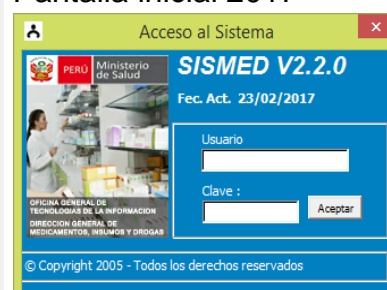 Pantalla Inicial 2017
Acceso al Sistema
PERÚ
Ministerio
de Salud
SISMED V2.2.0
Fec. Act. 23/02/2017
Usuario
Clave :
Aceptar
OFICINA GENERAL DE
TECNOLOGIAS DE LA INFORMACION
DIRECCION GENERAL DE
MEDICAMENTOS, INSUMOS Y DROGAS
© Copyright 2005 - Todos los derechos reservados